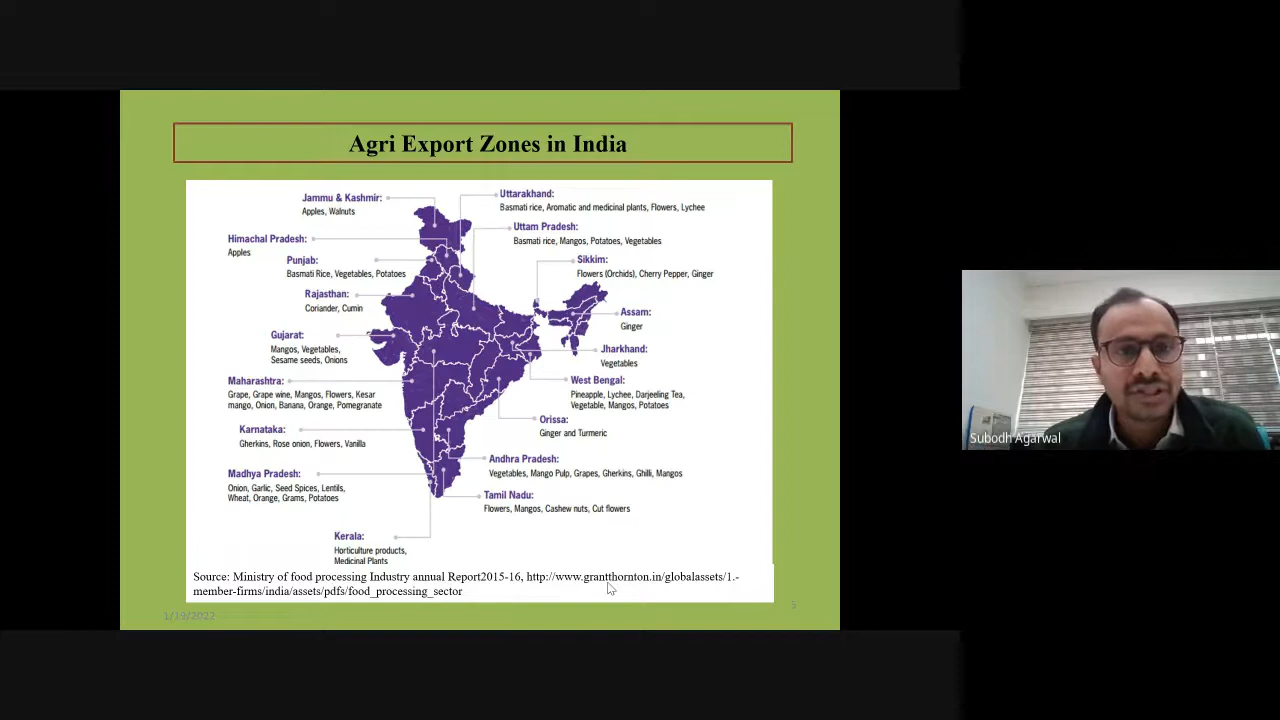 Agri Export Zones in India
Jammu & Kashmir:
Apples, Walnuts
Himachal Pradesh:
Apples
Punjab:
Basmati Rice, Vegetables, Potatoes
Rajasthan:
Coriander, Cumin
Gujarat:
Mangos, Vegetables,
Sesame seeds, Onions
Maharashtra:
Grape, Grape wine, Mangos, Flowers, Kesar
mango, Onion, Banana, Orange, Pomegranate
Karnataka:
Gherkins, Rose onion, Flowers, Vanilla
Madhya Pradesh:
Onion, Garlic, Seed Spices, Lentils,
Wheat, Orange, Grams, Potatoes
Kerala:
Horticulture products,
Medicinal Plants
Uttarakhand:
Basmati rice, Aromatic and medicinal plants, Flowers, Lychee
Uttam Pradesh:
Basmati rice, Mangos, Potatoes, Vegetables
Sikkim:
Flowers (Orchids), Cherry Pepper, Ginger
Assam:
Ginger
Jharkhand:
Vegetables
West Bengal:
Pineapple, Lychee, Darjeeling Tea,
Vegetable, Mangos, Potatoes
Orissa:
Ginger and Turmeric
Andhra Pradesh:
Vegetables, Mango Pulp, Grapes, Gherkins, Ghilli, Mangos
Tamil Nadu:
Flowers, Mangos, Cashew nuts, Cut flowers
Source: Ministry of food processing Industry annual Report2015-16, http://www.grantthornton.in/globalassets/1.-
member-firms/india/assets/pdfs/food_processing_sector
1/19/2022
5
Subodh Agarwal